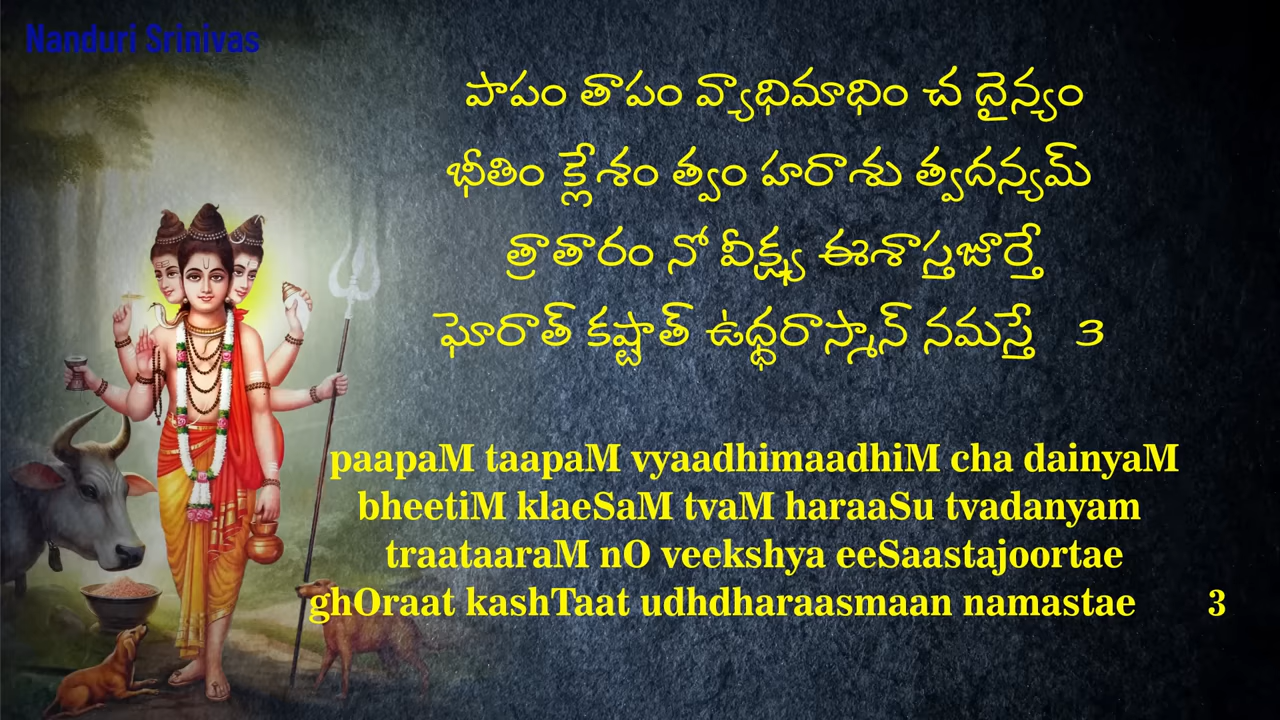 Nanduri Srinivas
పాపం తాపం వ్యాధిమాధిం చ దైన్యం
భీతిం క్లేశం త్వం హరాశు త్వదన్యమ్
త్రాతారం నో వీక్ష్య ఈశాస్తజూర్తే
ఘోరాత్ కష్టాత్ ఉధ్ధరాస్మాన్ నమస్తే 3
paapaM taapaM vyaadhimaadhiM cha dainyaM
bheetiM klaeSaM tvaM haraaSu tvadanyam
traataaraM nO veekshya eeSaastajoortae
ghOraat kashTaat udhdharaasmaan namastae 3